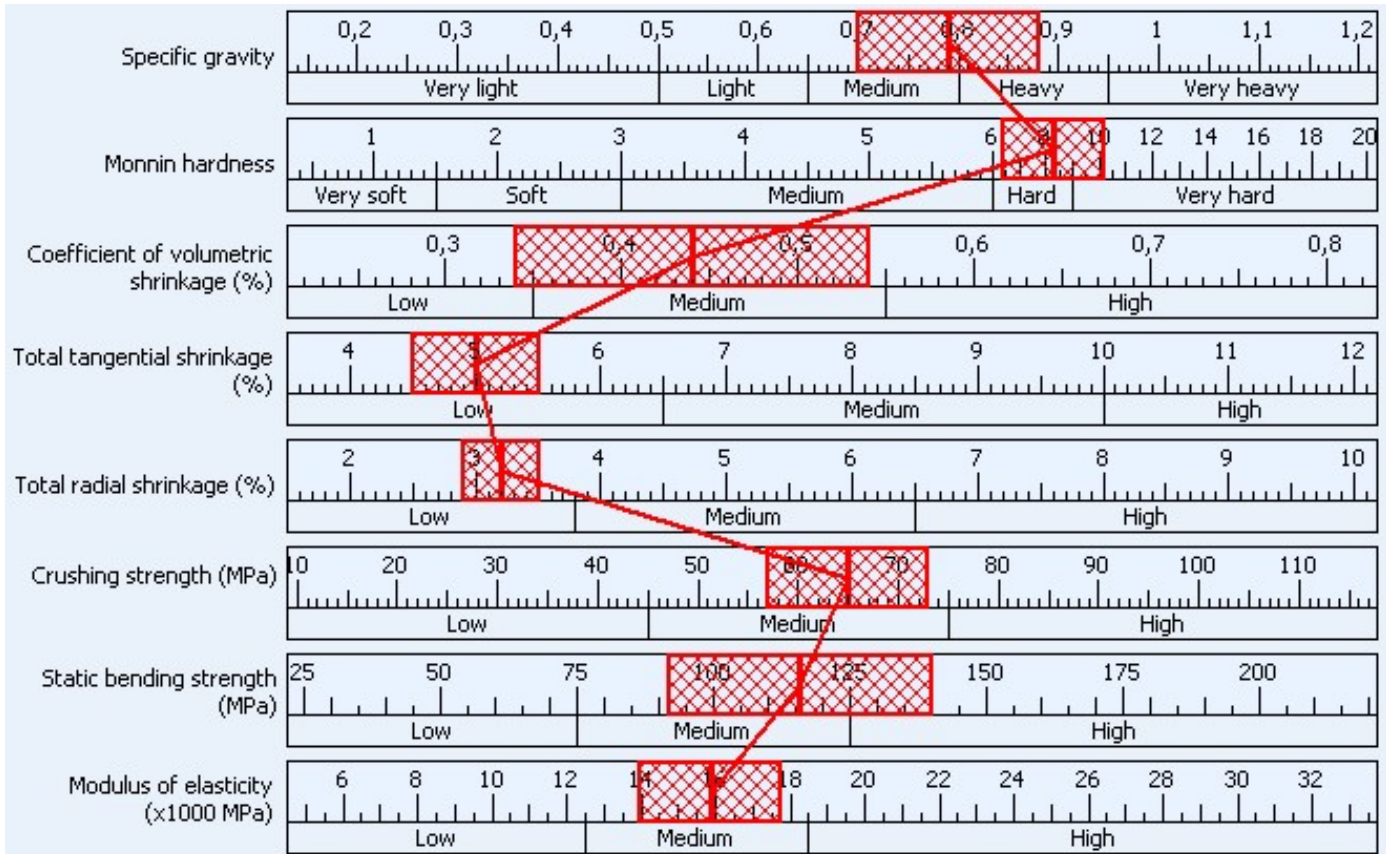 0,2 0,3 0,4 0,5 0,6 0,7 0,8 0,9 1 1,1 1,2
Specific gravity
Very light Light Medium Heavy Very heavy
1 2 3 4 5 6 8 10 12 14 16 18 20
Monnin hardness
Very soft Soft Medium Hard Very hard
0,3 0,4 0,5 0,6 0,7 0,8
Coefficient of volumetric
shrinkage (%)
Low Medium High
4 5 6 7 8 9 10 11 12
Total tangential shrinkage
(%)
Low Medium High
2 3 4 5 6 7 8 9 10
Total radial shrinkage (%)
Low Medium High
10 20 30 40 50 60 70 80 90 100 110
Crushing strength (MPa)
Low Medium High
25 50 75 100 125 150 175 200
Static bending strength
(MPa)
Low Medium High
6 8 10 12 14 16 18 20 22 24 26 28 30 32
Modulus of elasticity
(x1000 MPa)
Low Medium High